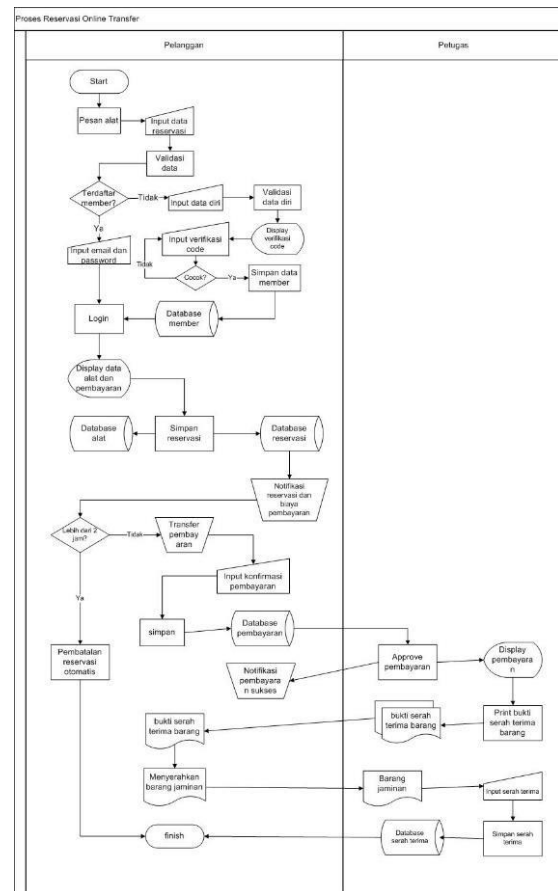 Proses Reservasi Online Transfer
Pelanggan
Petugas
Start
Pesan alat
Input data
reservasi
Validasi
data
Terdaftar
member?
Tidak
Input data diri
Validasi
data diri
Ya
Display
verifikasi
code
Input verifikasi
code
Tidak
Input email dan
password
Cocok?
Ya
Simpan data
member
Login
Database
member
Display data
alat dan
pembayaran
Database
alat
Simpan
reservasi
Database
reservasi
Notifikasi
reservasi dan
biaya
pembayaran
Lebih dari 2
jam?
Tidak
Transfer
pembay
aran
Input konfirmasi
pembayaran
Ya
simpan
Database
pembayaran
Pembatalan
reservasi
otomatis
Approve
pembayaran
Display
pembayara
n
Notifikasi
pembayara
n sukses
Print bukti
serah terima
barang
bukti serah
terima barang
bukti serah
terima barang
Menyerahkan
barang jaminan
Barang
jaminan
Input serah terima
finish
Database
serah terima
Simpan serah
terima